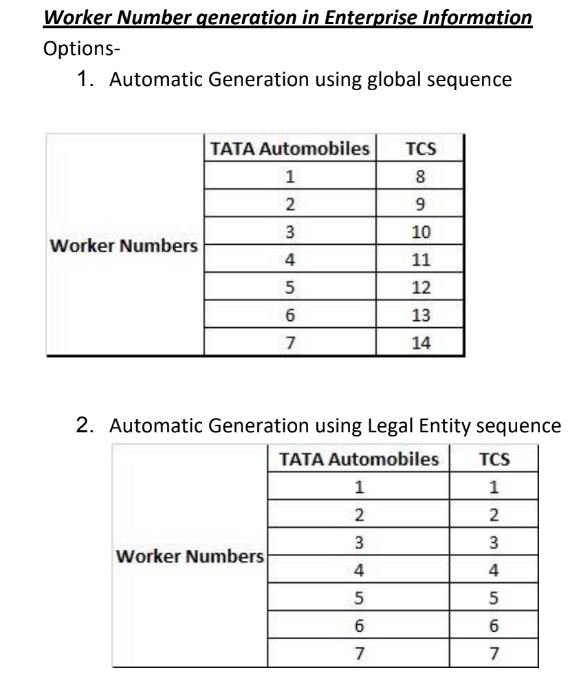 Worker Number generation in Enterprise Information
Options-
1. Automatic Generation using global sequence
TATA Automobiles TCS
1 8
2 9
3 10
Worker Numbers
4 11
5 12
6 13
7 14
2. Automatic Generation using Legal Entity sequence
TATA Automobiles TCS
1 1
2 2
3 3
Worker Numbers
4 4
5 5
6 6
7 7